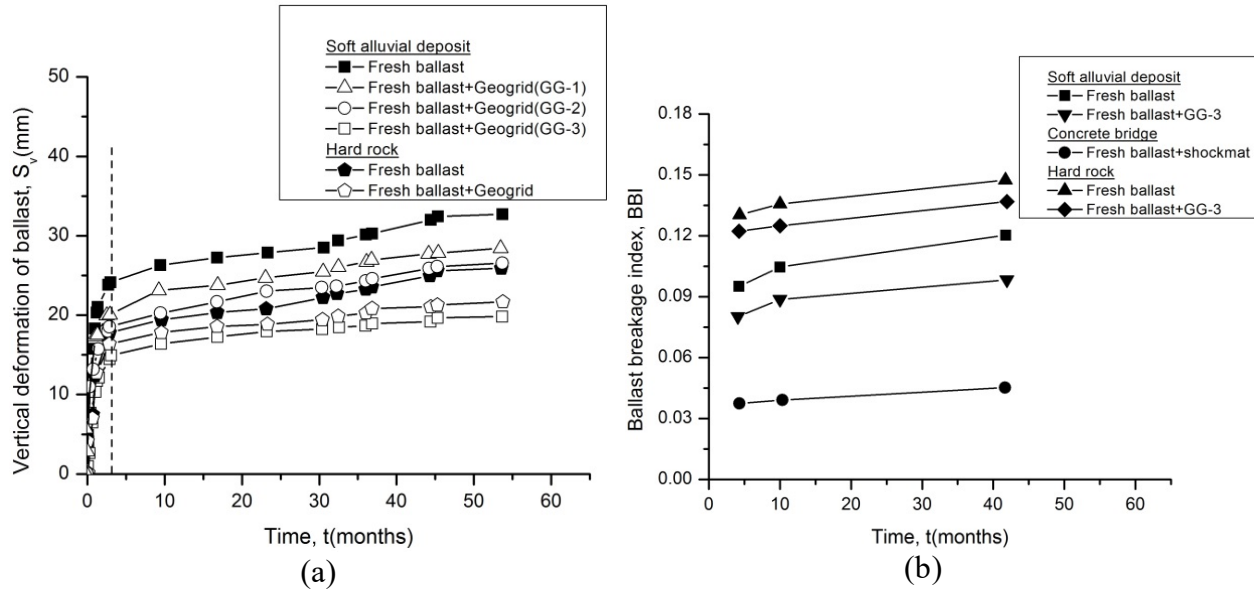 Soft alluvial deposit
Fresh ballast
Fresh ballast+Geogrid(GG-1)
Fresh ballast+Geogrid(GG-2)
Fresh ballast+Geogrid(GG-3)
Hard rock
Fresh ballast
Fresh ballast+Geogrid
Vertical deformation of ballast, Sv(mm)
50
40
30
20
10
0
0 10 20 30 40 50 60
Time, t(months)
(a)
Soft alluvial deposit
Fresh ballast
Fresh ballast+GG-3
Concrete bridge
Fresh ballast+shockmat
Hard rock
Fresh ballast
Fresh ballast+GG-3
Ballast breakage index, BBI
0.18
0.15
0.12
0.09
0.06
0.03
0.00
0 10 20 30 40 50 60
Time, t(months)
(b)